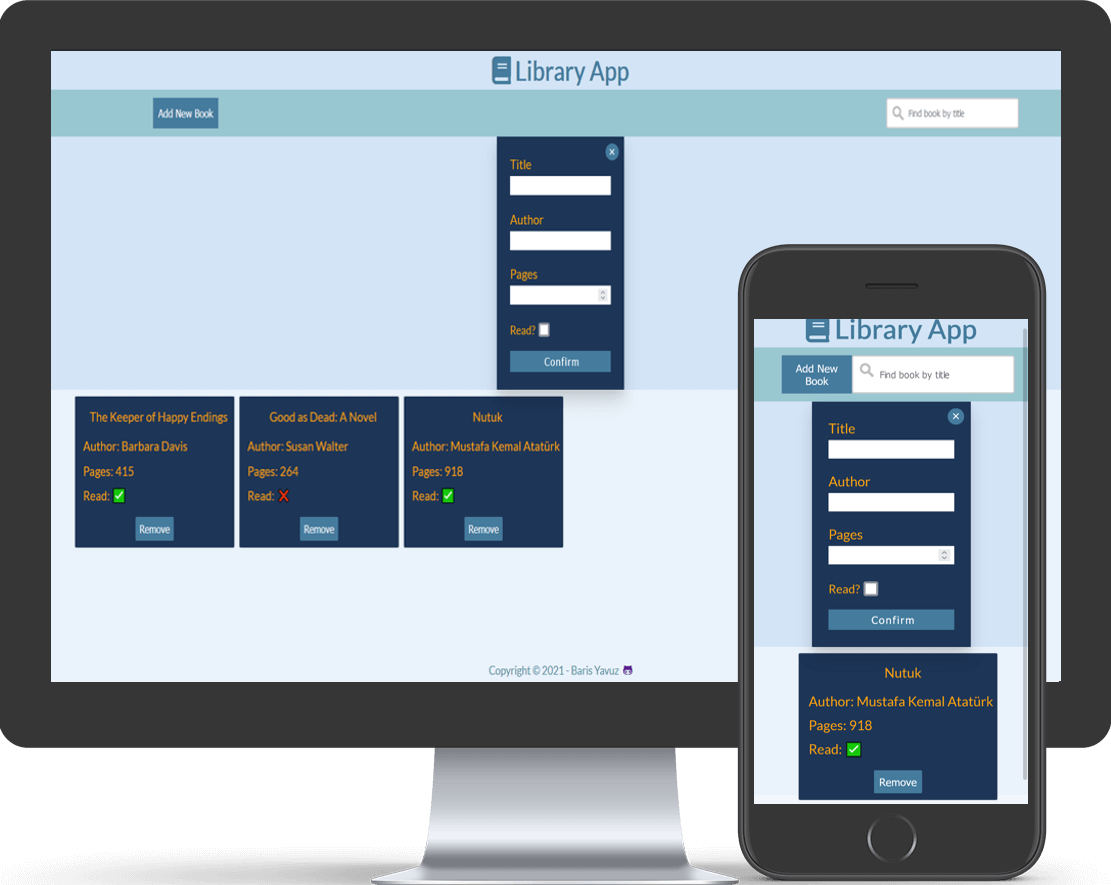 Library App
Add New Book
Find book by title
Title
Author
Pages
Read?
Confirm
The Keeper of Happy Endings
Author: Barbara Davis
Pages: 415
Read:
Remove
Good as Dead: A Novel
Author: Susan Walter
Pages: 264
Read:
Remove
Nutuk
Author: Mustafa Kemal Atatürk
Pages: 918
Read:
Remove
Copyright © 2021 - Baris Yavuz
Library App
Add New
Book
Find book by title
Title
Author
Pages
Read?
Confirm
Nutuk
Author: Mustafa Kemal Atatürk
Pages: 918
Read:
Remove